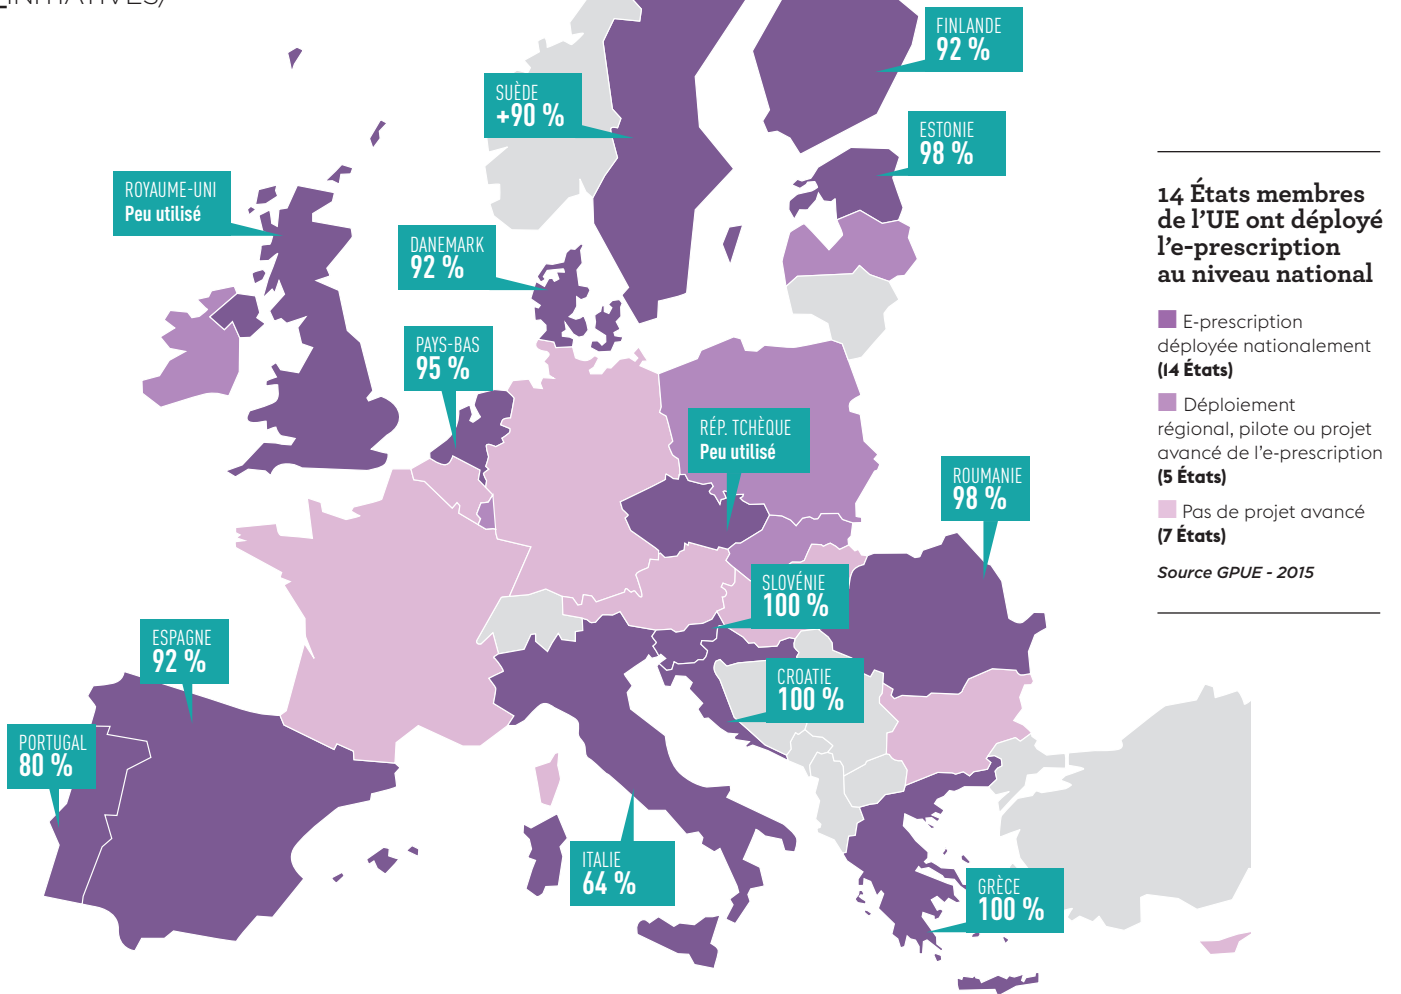 INITIATIVES/
FINLANDE
92 %
SUÈDE
+90 %
ESTONIE
98 %
ROYAUME-UNI
Peu utilisé
DANEMARK
92 %
PAYS-BAS
95 %
RÉP. TCHÈQUE
Peu utilisé
ROUMANIE
98 %
SLOVÉNIE
100 %
ESPAGNE
92 %
CROATIE
100 %
PORTUGAL
80 %
ITALIE
64 %
GRÈCE
100 %
14 États membres
de l’UE ont déployé
l’e-prescription
au niveau national
E-prescription
déployée nationalement
(14 États)
Déploiement
régional, pilote ou projet
avancé de l’e-prescription
(5 États)
Pas de projet avancé
(7 États)
Source GPUE - 2015